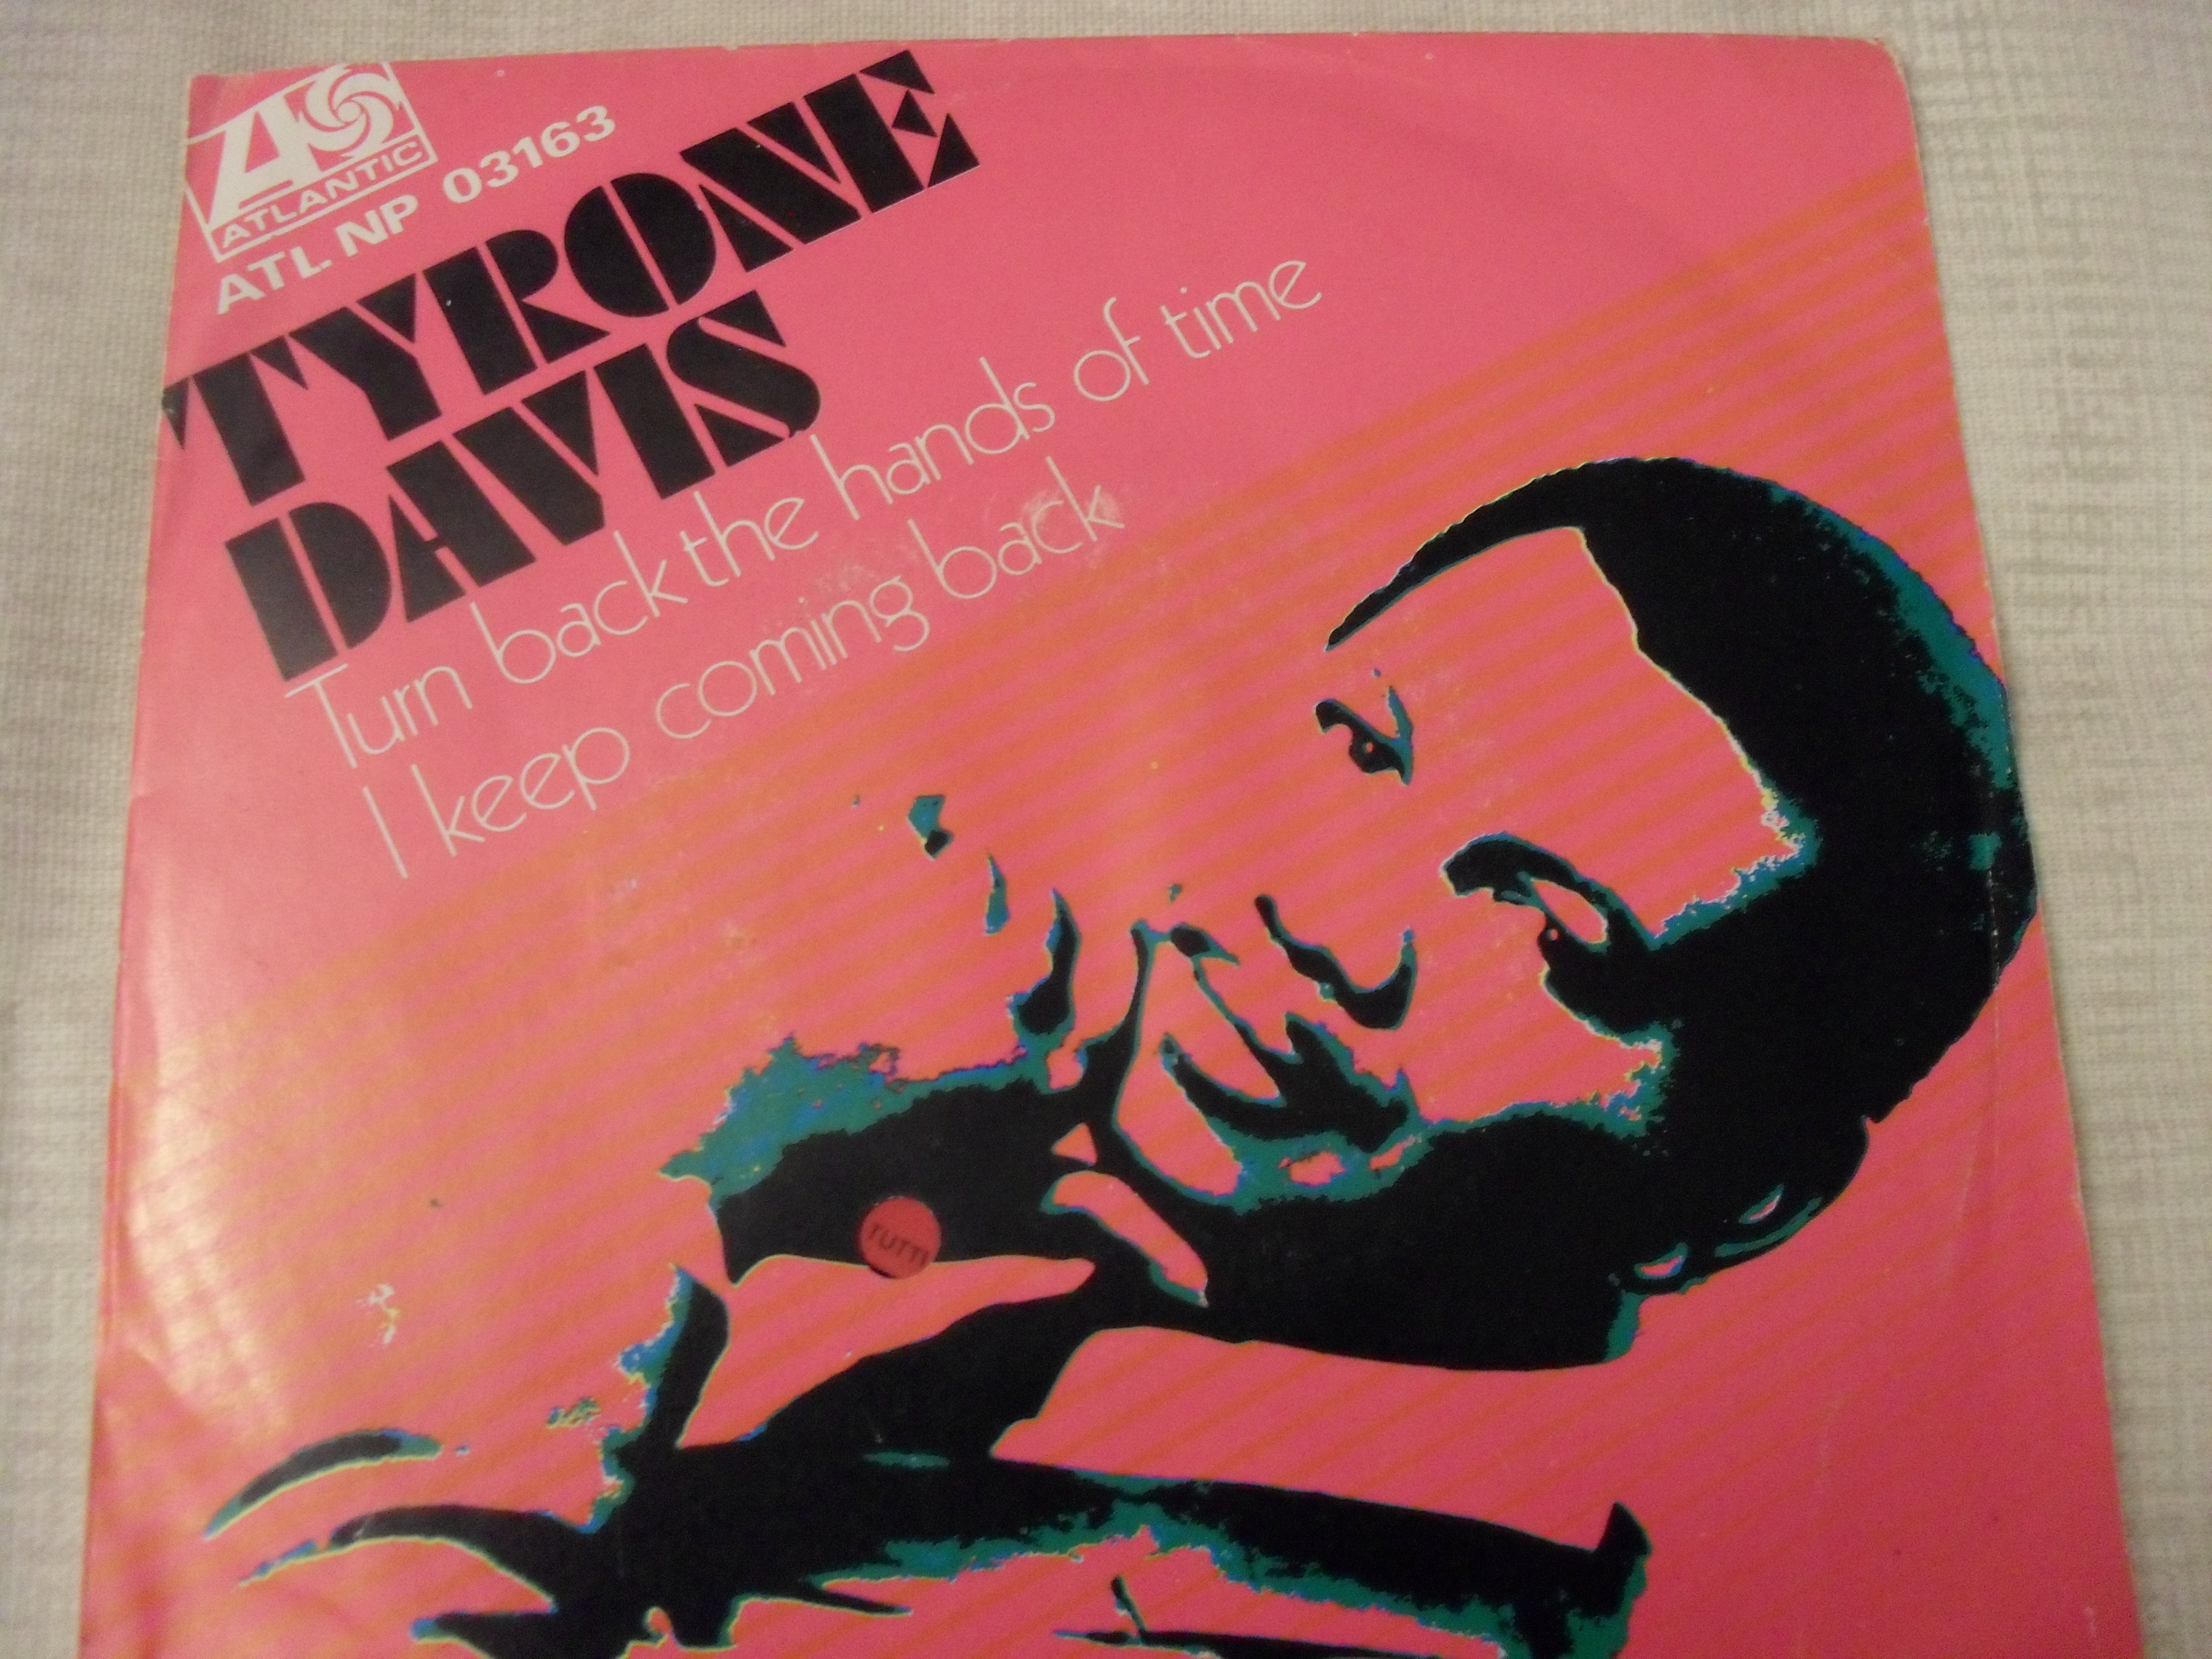 ATLANTIC
ATL NP 03163
TYRONE
DAVIS
Turn back the hands of time
I keep coming back
TUTTI